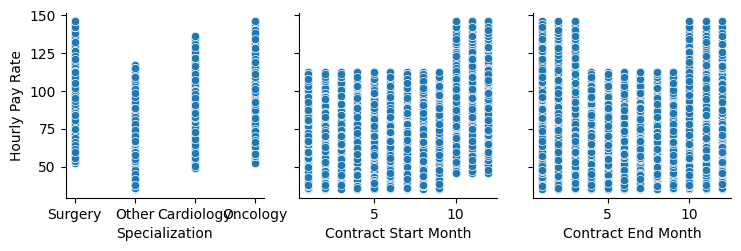 Hourly Pay Rate
150
125
100
75
50
Surgery Other Cardiology Oncology
Specialization
5 10
Contract Start Month
5 10
Contract End Month